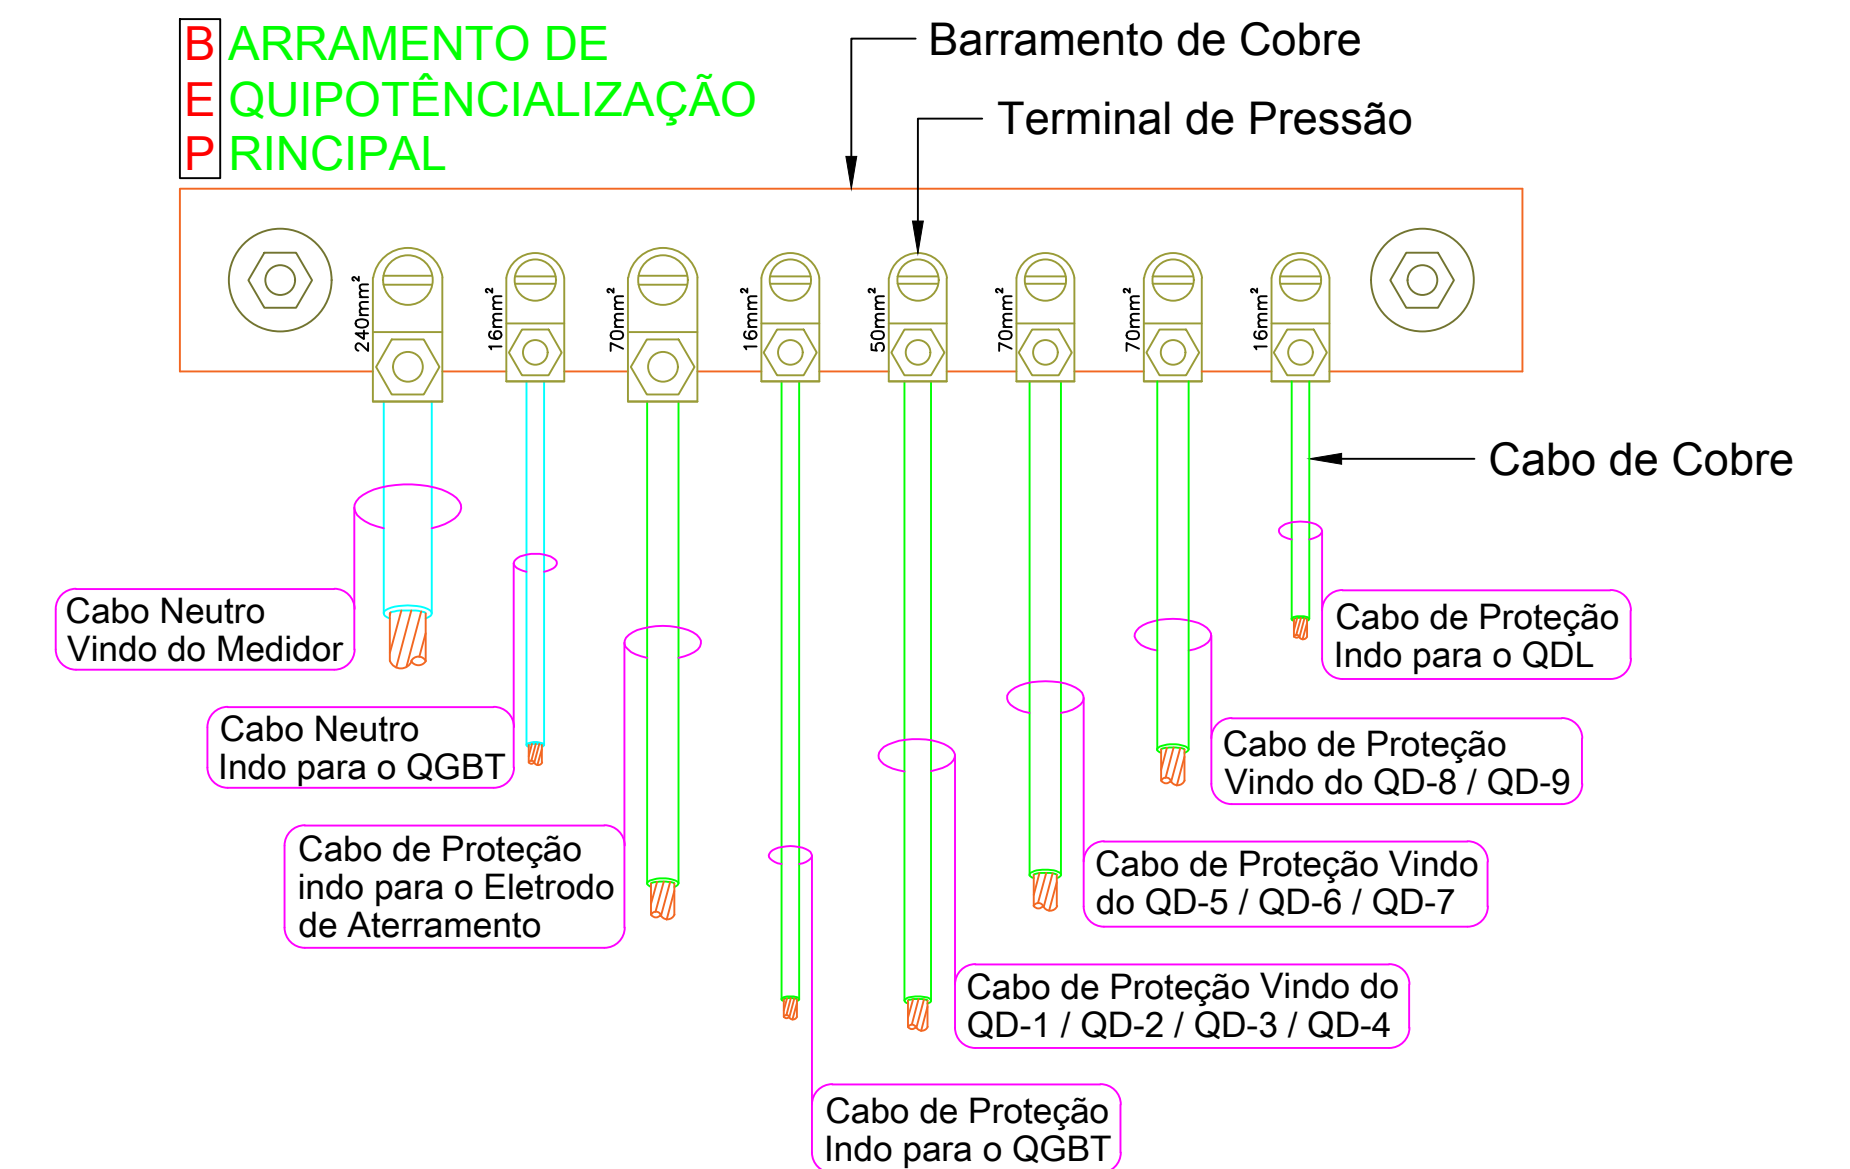 BARRAMENTO DE
EQUIPOTÊNCIALIZAÇÃO
PRINCIPAL
Barramento de Cobre
Terminal de Pressão
240mm²
16mm²
70mm²
16mm²
50mm²
70mm²
70mm²
16mm²
Cabo de Cobre
Cabo Neutro
Vindo do Medidor
Cabo Neutro
Indo para o QGBT
Cabo de Proteção
indo para o Eletrodo
de Aterramento
Cabo de Proteção
Indo para o QGBT
Cabo de Proteção Vindo do
QD-1 / QD-2 / QD-3 / QD-4
Cabo de Proteção Vindo
do QD-5 / QD-6 / QD-7
Cabo de Proteção
Vindo do QD-8 / QD-9
Cabo de Proteção
Indo para o QDL